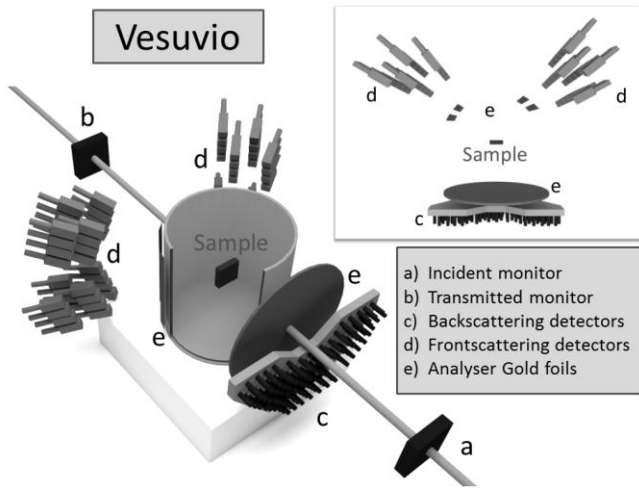 Vesuvio
b
d
d
Sample
e
e
c
a
d
d
e
Sample
e
c
a) Incident monitor
b) Transmitted monitor
c) Backscattering detectors
d) Frontscattering detectors
e) Analyser Gold foils